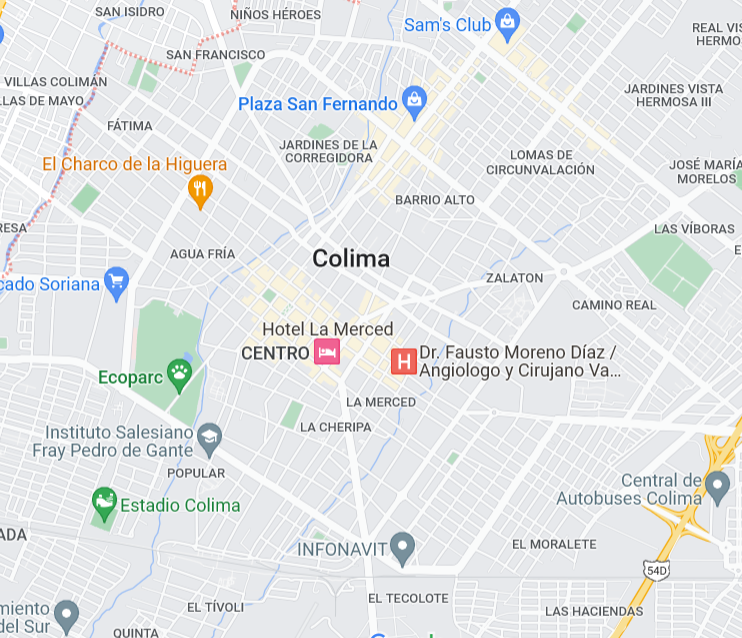 SAN ISIDRO
NIÑOS HÉROES
Sam's Club
REAL VIS
HERMO
SAN FRANCISCO
VILLAS COLIMÁN
LLAS DE MAYO
JARDINES VISTA
HERMOSA III
Plaza San Fernando
FÁTIMA
JARDINES DE LA
CORREGIDORA
LOMAS DE
CIRCUNVALACIÓN
El Charco de la Higuera
JOSÉ MARÍA
MORELOS
BARRIO ALTO
RESA
LAS VÍBORAS
AGUA FRÍA
Colima
E
cado Soriana
ZALATON
CAMINO REAL
Hotel La Merced
CENTRO
H
Dr. Fausto Moreno Díaz /
Angiologo y Cirujano Va...
Ecoparc
LA MERCED
LA CHERIPA
Instituto Salesiano
Fray Pedro de Gante
POPULAR
Central de
Autobuses Colima
Estadio Colima
ADA
INFONAVIT
EL MORALETE
54D
EL TECOLOTE
EL TÍVOLI
LAS HACIENDAS
miento
del Sur
QUINTA